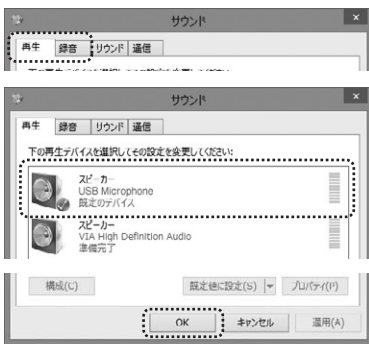 サウンド
再生 録音 サウンド 通信
サウンド
再生 録音 サウンド 通信
下の再生デバイスを選択してその設定を変更してください:
スピーカー
USB Microphone
既定のデバイス
スピーカー
VIA High Definition Audio
準備完了
構成(C) 既定値に設定(S) プロパティ(P)
OK キャンセル 適用(A)